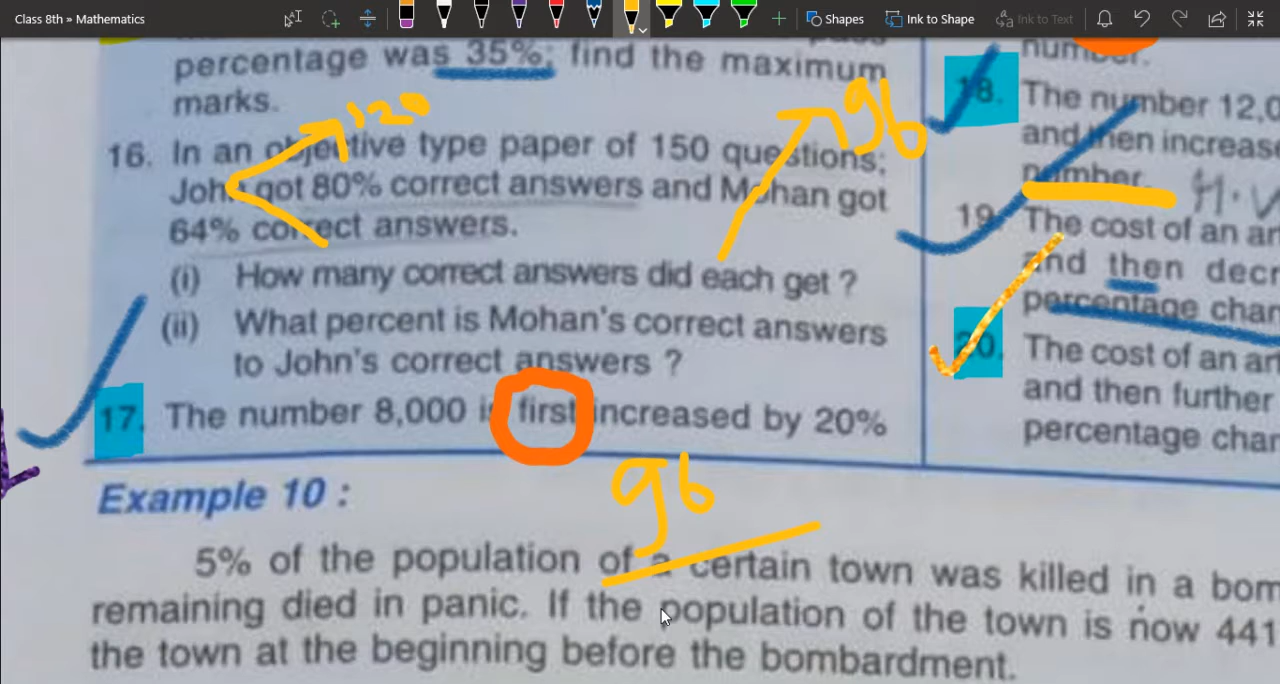 Class 8th » Mathematics
Shapes
Ink to Shape
Ink to Text
percentage was 35%; find the maximum
marks.
120
96
16. In an objective type paper of 150 questions;
John got 80% correct answers and Mohan got
64% correct answers.
(i) How many correct answers did each get ?
(ii) What percent is Mohan's correct answers
to John's correct answers ?
17. The number 8,000 is first increased by 20%
18. The number 12,0
and then increase
number.
19. The cost of an ar
and then decr
percentage char
20. The cost of an ar
and then further
percentage char
96
Example 10 :
5% of the population of a certain town was killed in a bom
remaining died in panic. If the population of the town is now 441
the town at the beginning before the bombardment.